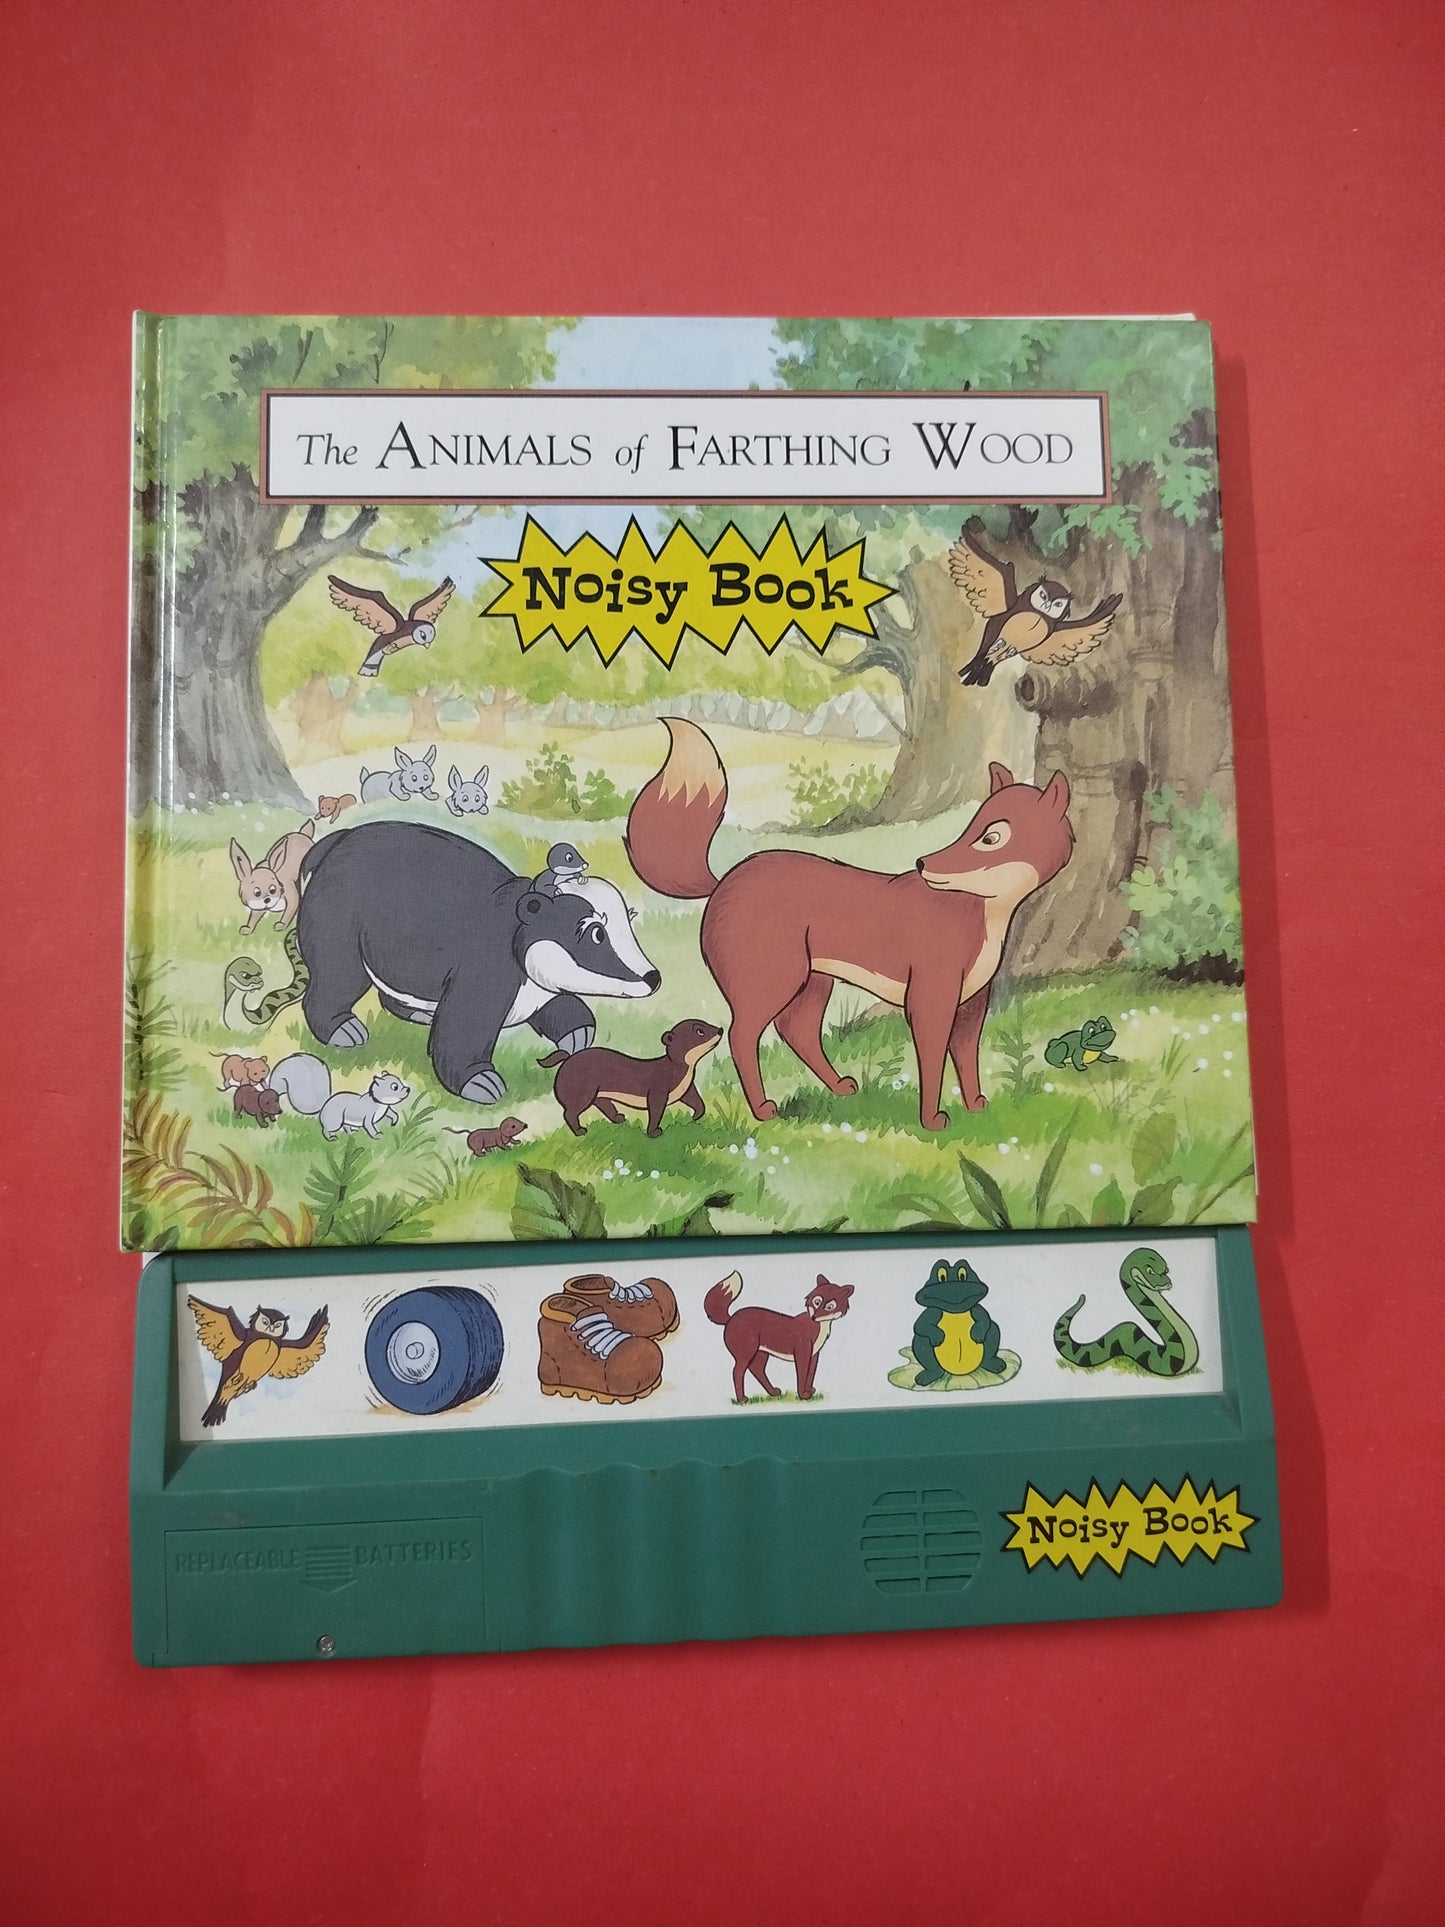 The ANIMALS of FARTHING WOOD
Noisy Book
REPLACEABLE BATTERIES
Noisy Book